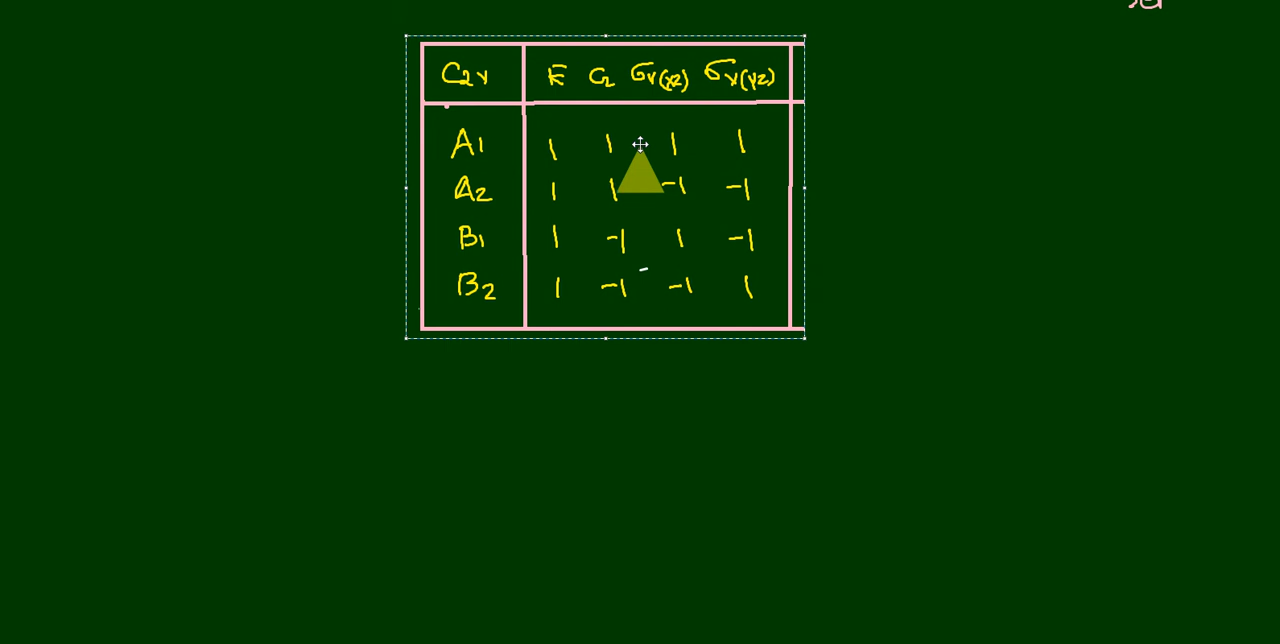 C2v E C2 σv(xz) σv(yz)
A1 1 1 1 1
A2 1 1 -1 -1
B1 1 -1 1 -1
B2 1 -1 -1 1